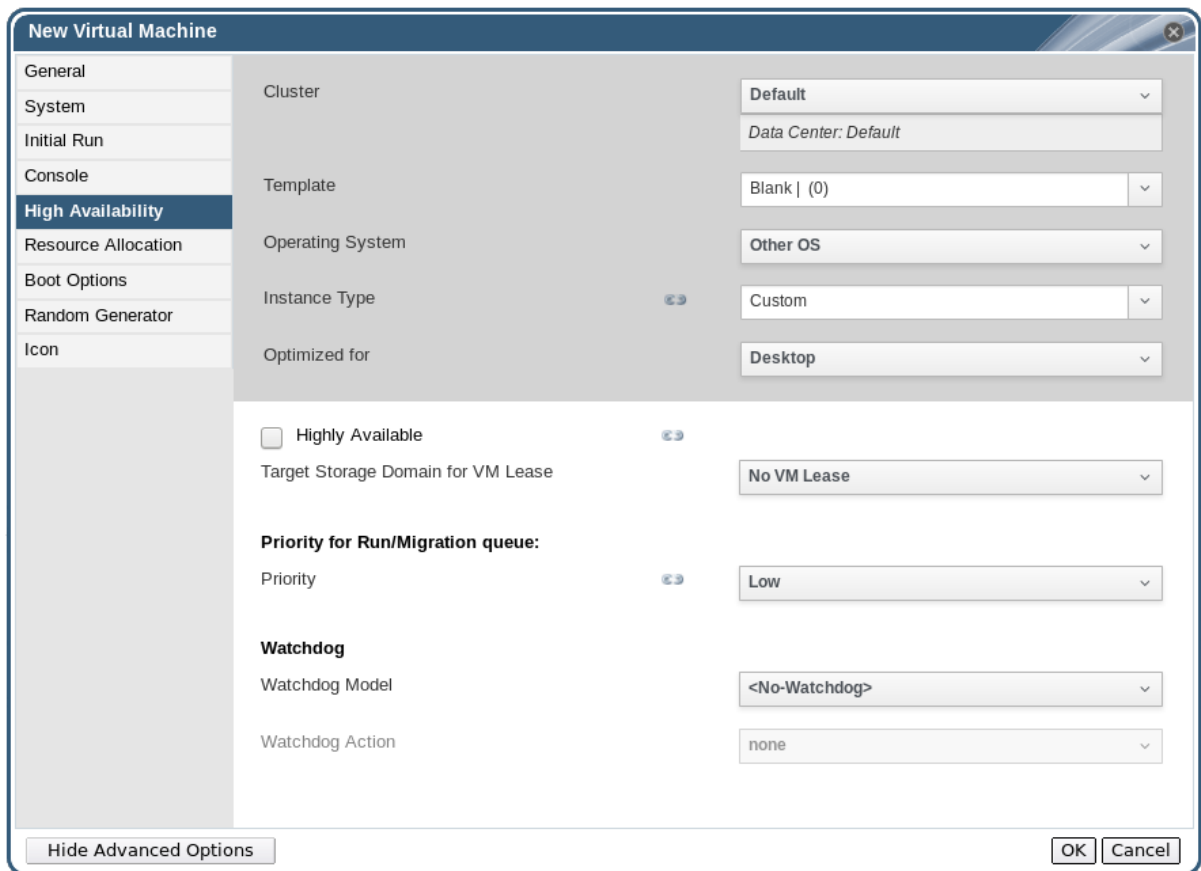 New Virtual Machine
General
System
Initial Run
Console
High Availability
Resource Allocation
Boot Options
Random Generator
Icon
Cluster
Default
Data Center: Default
Template
Blank | (0)
Operating System
Other OS
Instance Type
Custom
Optimized for
Desktop
Highly Available
Target Storage Domain for VM Lease
No VM Lease
Priority for Run/Migration queue:
Priority
Low
Watchdog
Watchdog Model
<No-Watchdog>
Watchdog Action
none
Hide Advanced Options
OK
Cancel